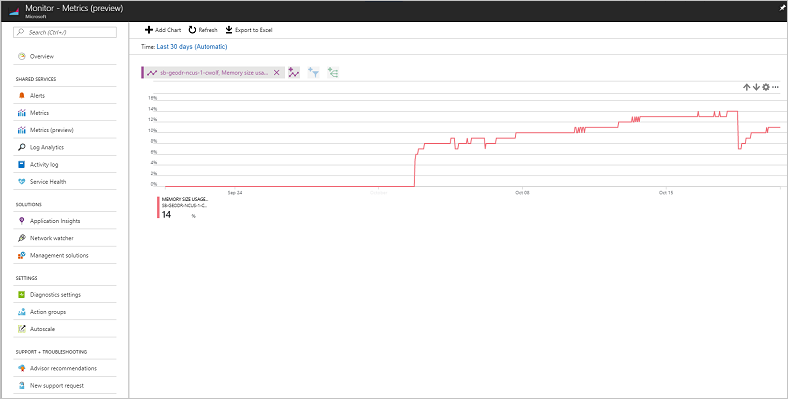 Monitor - Metrics (preview)
Microsoft
Search (Ctrl+/)
Overview
SHARED SERVICES
Alerts
Metrics
Metrics (preview)
Log Analytics
Activity log
Service Health
SOLUTIONS
Application Insights
Network watcher
Management solutions
SETTINGS
Diagnostics settings
Action groups
Autoscale
SUPPORT + TROUBLESHOOTING
Advisor recommendations
New support request
Add Chart Refresh Export to Excel
Time: Last 30 days (Automatic)
sb-geodr-ncus-1-cwolf, Memory size usa...
16%
14%
12%
10%
8%
6%
4%
2%
0%
Sep 24 Oct 08 Oct 15
MEMORY SIZE USAGE..
SB-GEODR-NCUS-1-C..
14 %